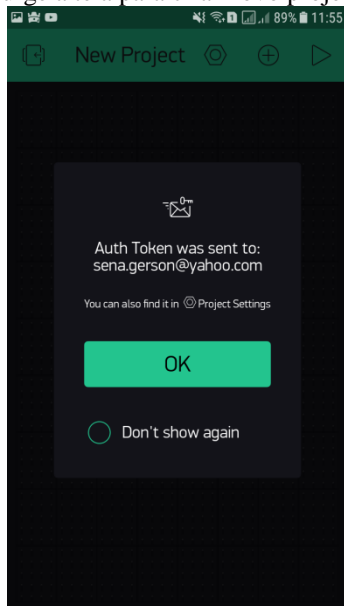 89% 11:55
New Project
Auth Token was sent to:
sena.gerson@yahoo.com
You can also find it in Project Settings
OK
Don't show again